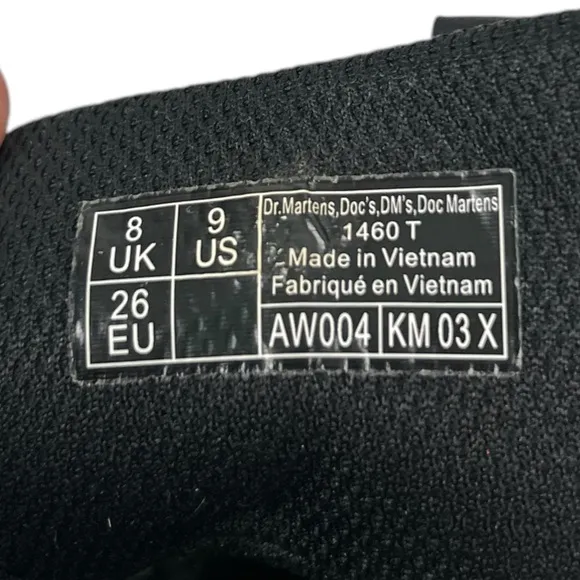 8
UK
9
US
26
EU
Dr.Martens,Doc's,DM's,Doc Martens
1460 T
Made in Vietnam
Fabriqué en Vietnam
AW004
KM 03 X